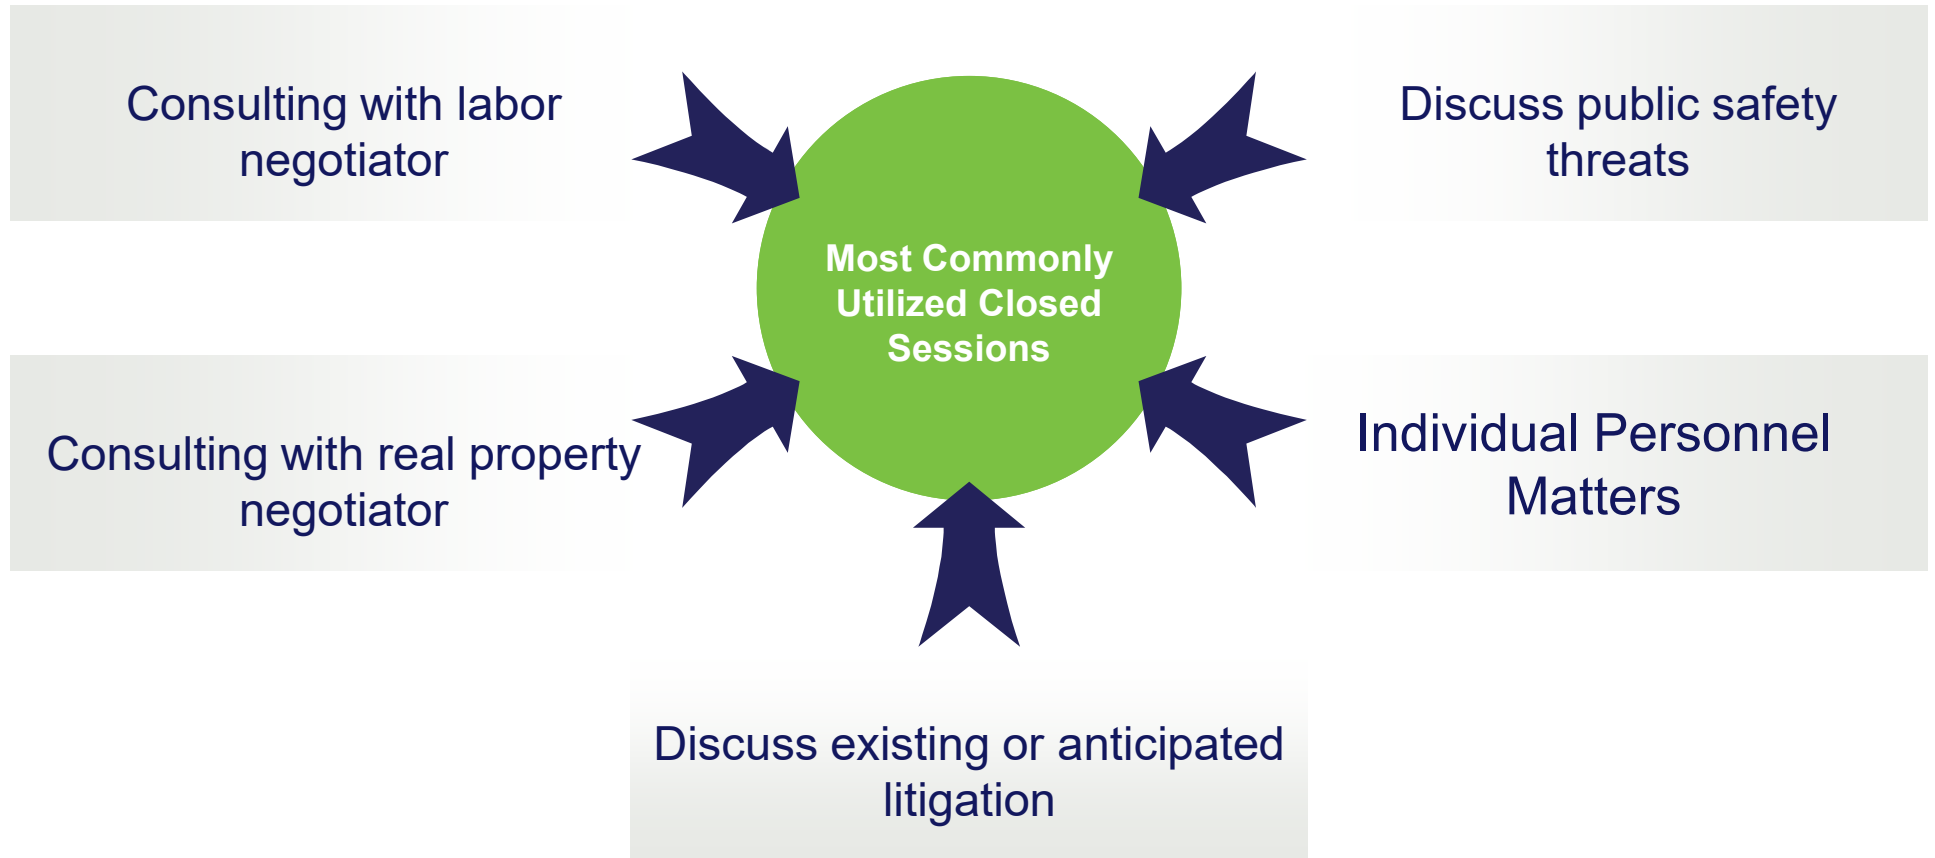 Consulting with labor
negotiator
Discuss public safety
threats
Most Commonly
Utilized Closed
Sessions
Consulting with real property
negotiator
Individual Personnel
Matters
Discuss existing or anticipated
litigation